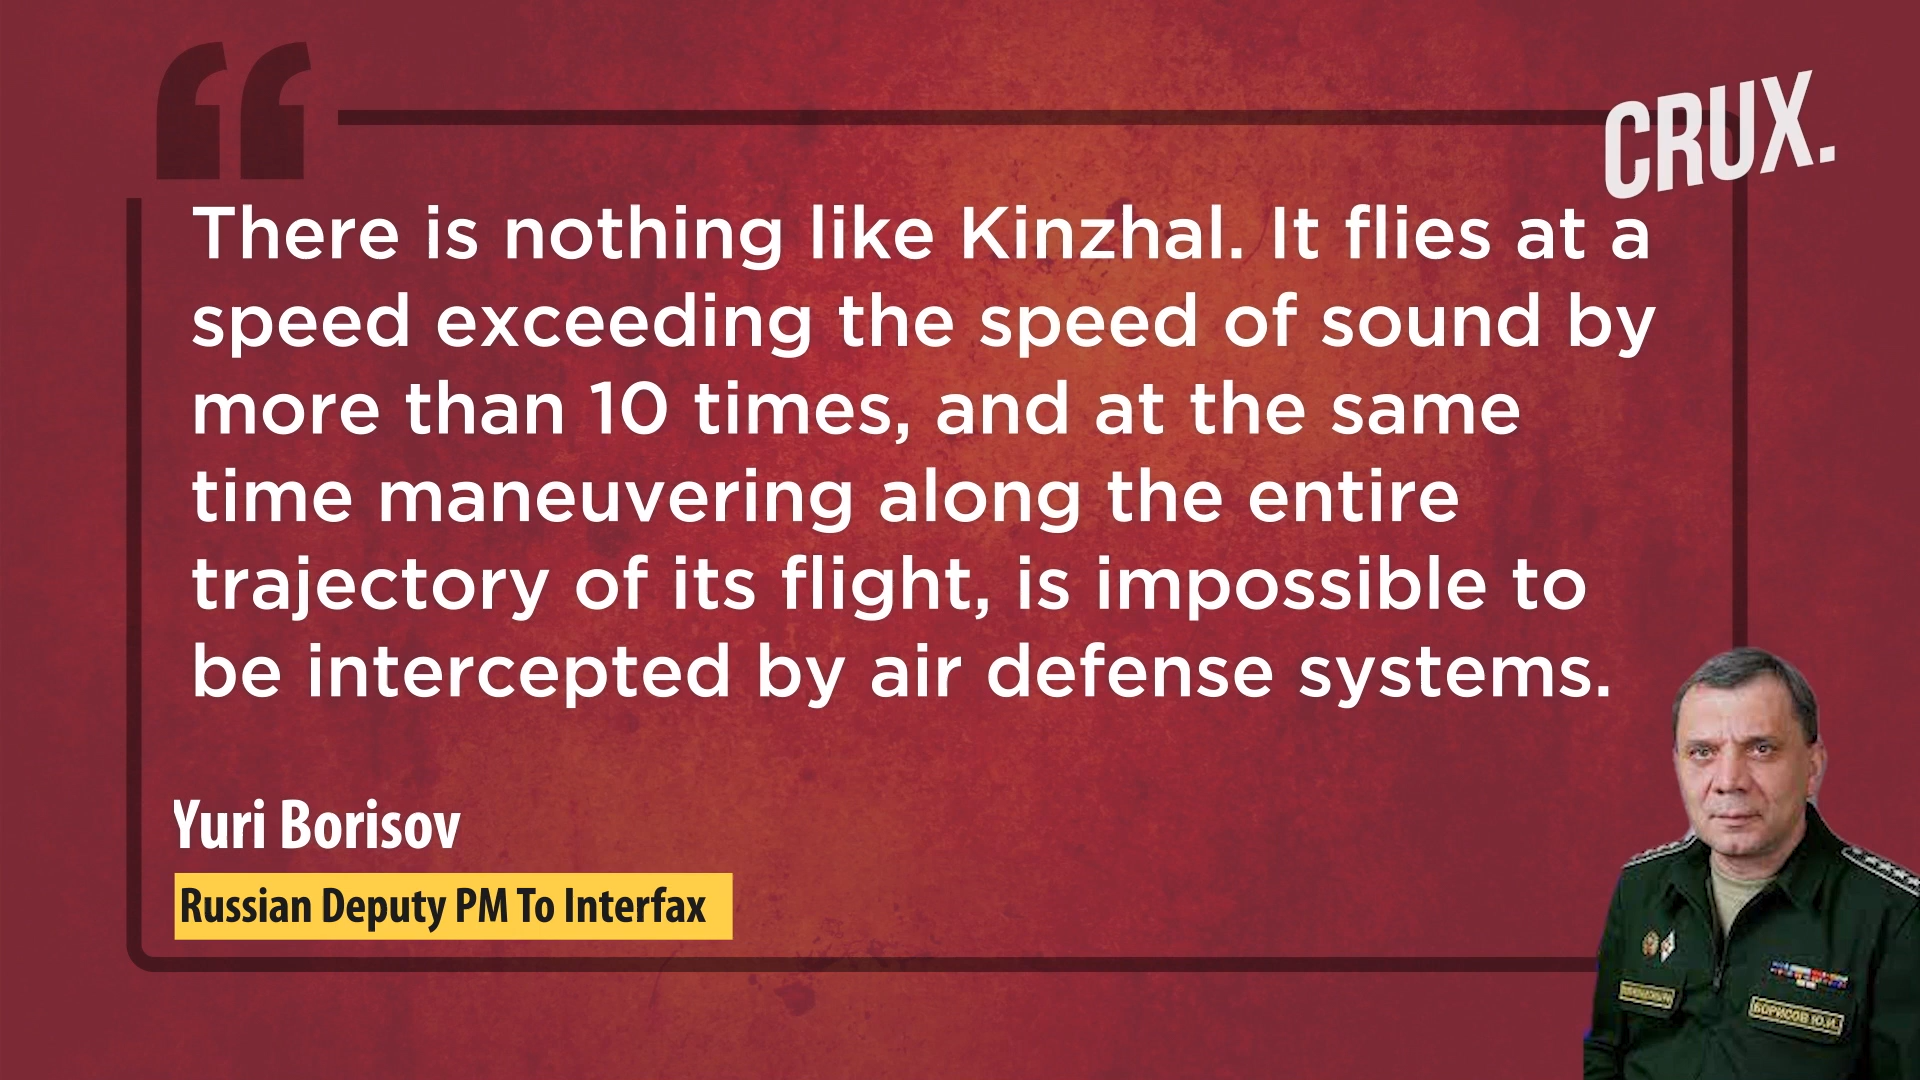 CRUX.
There is nothing like Kinzhal. It flies at a
speed exceeding the speed of sound by
more than 10 times, and at the same
time maneuvering along the entire
trajectory of its flight, is impossible to
be intercepted by air defense systems.
Yuri Borisov
Russian Deputy PM To Interfax
БОРИСОВ Ю.И.